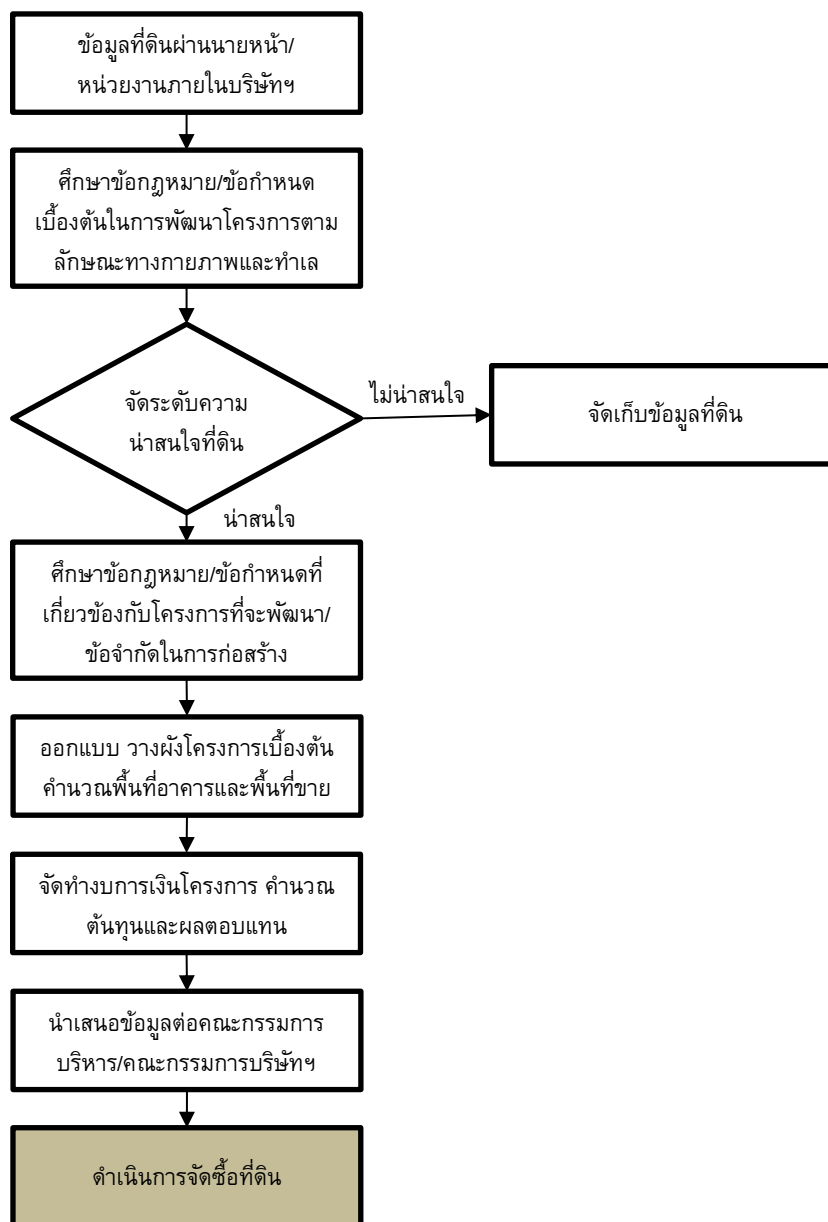 ข้อมูลที่ดินผ่านนายหน้า/
หน่วยงานภายในบริษัทฯ
ศึกษาข้อกฎหมาย/ข้อกำหนด
เบื้องต้นในการพัฒนาโครงการตาม
ลักษณะทางกายภาพและทำเล
จัดระดับความ
น่าสนใจที่ดิน
ไม่น่าสนใจ
จัดเก็บข้อมูลที่ดิน
น่าสนใจ
ศึกษาข้อกฎหมาย/ข้อกำหนดที่
เกี่ยวข้องกับโครงการที่จะพัฒนา/
ข้อจำกัดในการก่อสร้าง
ออกแบบ วางผังโครงการเบื้องต้น
คำนวณพื้นที่อาคารและพื้นที่ขาย
จัดทำงบการเงินโครงการ คำนวณ
ต้นทุนและผลตอบแทน
นำเสนอข้อมูลต่อคณะกรรมการ
บริหาร/คณะกรรมการบริษัทฯ
ดำเนินการจัดซื้อที่ดิน